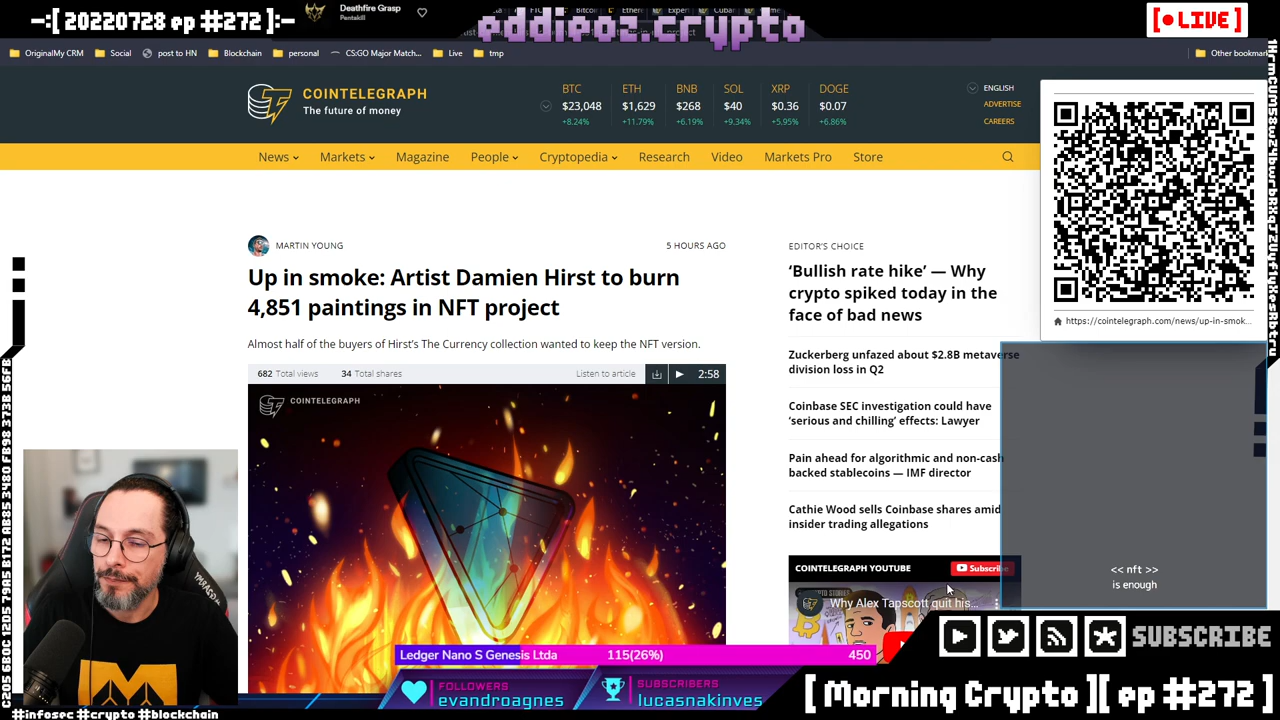 —:[ 20220728 ep #272 ]:—
Deathfire Grasp
Pentakill
eddieoz.crypto
[●LIVE]
OriginalMy CRM
Social
post to HN
Blockchain
personal
CS:GO Major Match...
Live
tmp
Other bookmar
COINTELEGRAPH
The future of money
BTC ETH BNB SOL XRP DOGE
$23,048 $1,629 $268 $40 $0.36 $0.07
+8.24% +11.79% +6.19% +9.34% +5.95% +6.86%
ENGLISH
ADVERTISE
CAREERS
News Markets Magazine People Cryptopedia Research Video Markets Pro Store
MARTIN YOUNG
5 HOURS AGO
Up in smoke: Artist Damien Hirst to burn
4,851 paintings in NFT project
Almost half of the buyers of Hirst's The Currency collection wanted to keep the NFT version.
682 Total views 34 Total shares Listen to article 2:58
COINTELEGRAPH
EDITOR'S CHOICE
‘Bullish rate hike’ — Why
crypto spiked today in the
face of bad news
Zuckerberg unfazed about $2.8B metaverse
division loss in Q2
Coinbase SEC investigation could have
‘serious and chilling’ effects: Lawyer
Pain ahead for algorithmic and non-cash
backed stablecoins — IMF director
Cathie Wood sells Coinbase shares amid
insider trading allegations
COINTELEGRAPH YOUTUBE
Subscribe
Why Alex Tapscott quit his...
https://cointelegraph.com/news/up-in-smok...
<< nft >>
is enough
Ledger Nano S Genesis Ltda 115(26%) 450
FOLLOWERS
evandroagnes
SUBSCRIBERS
lucasnakinves
SUBSCRIBE
[ Morning Crypto ][ ep #272 ]
#infosec #crypto #blockchain